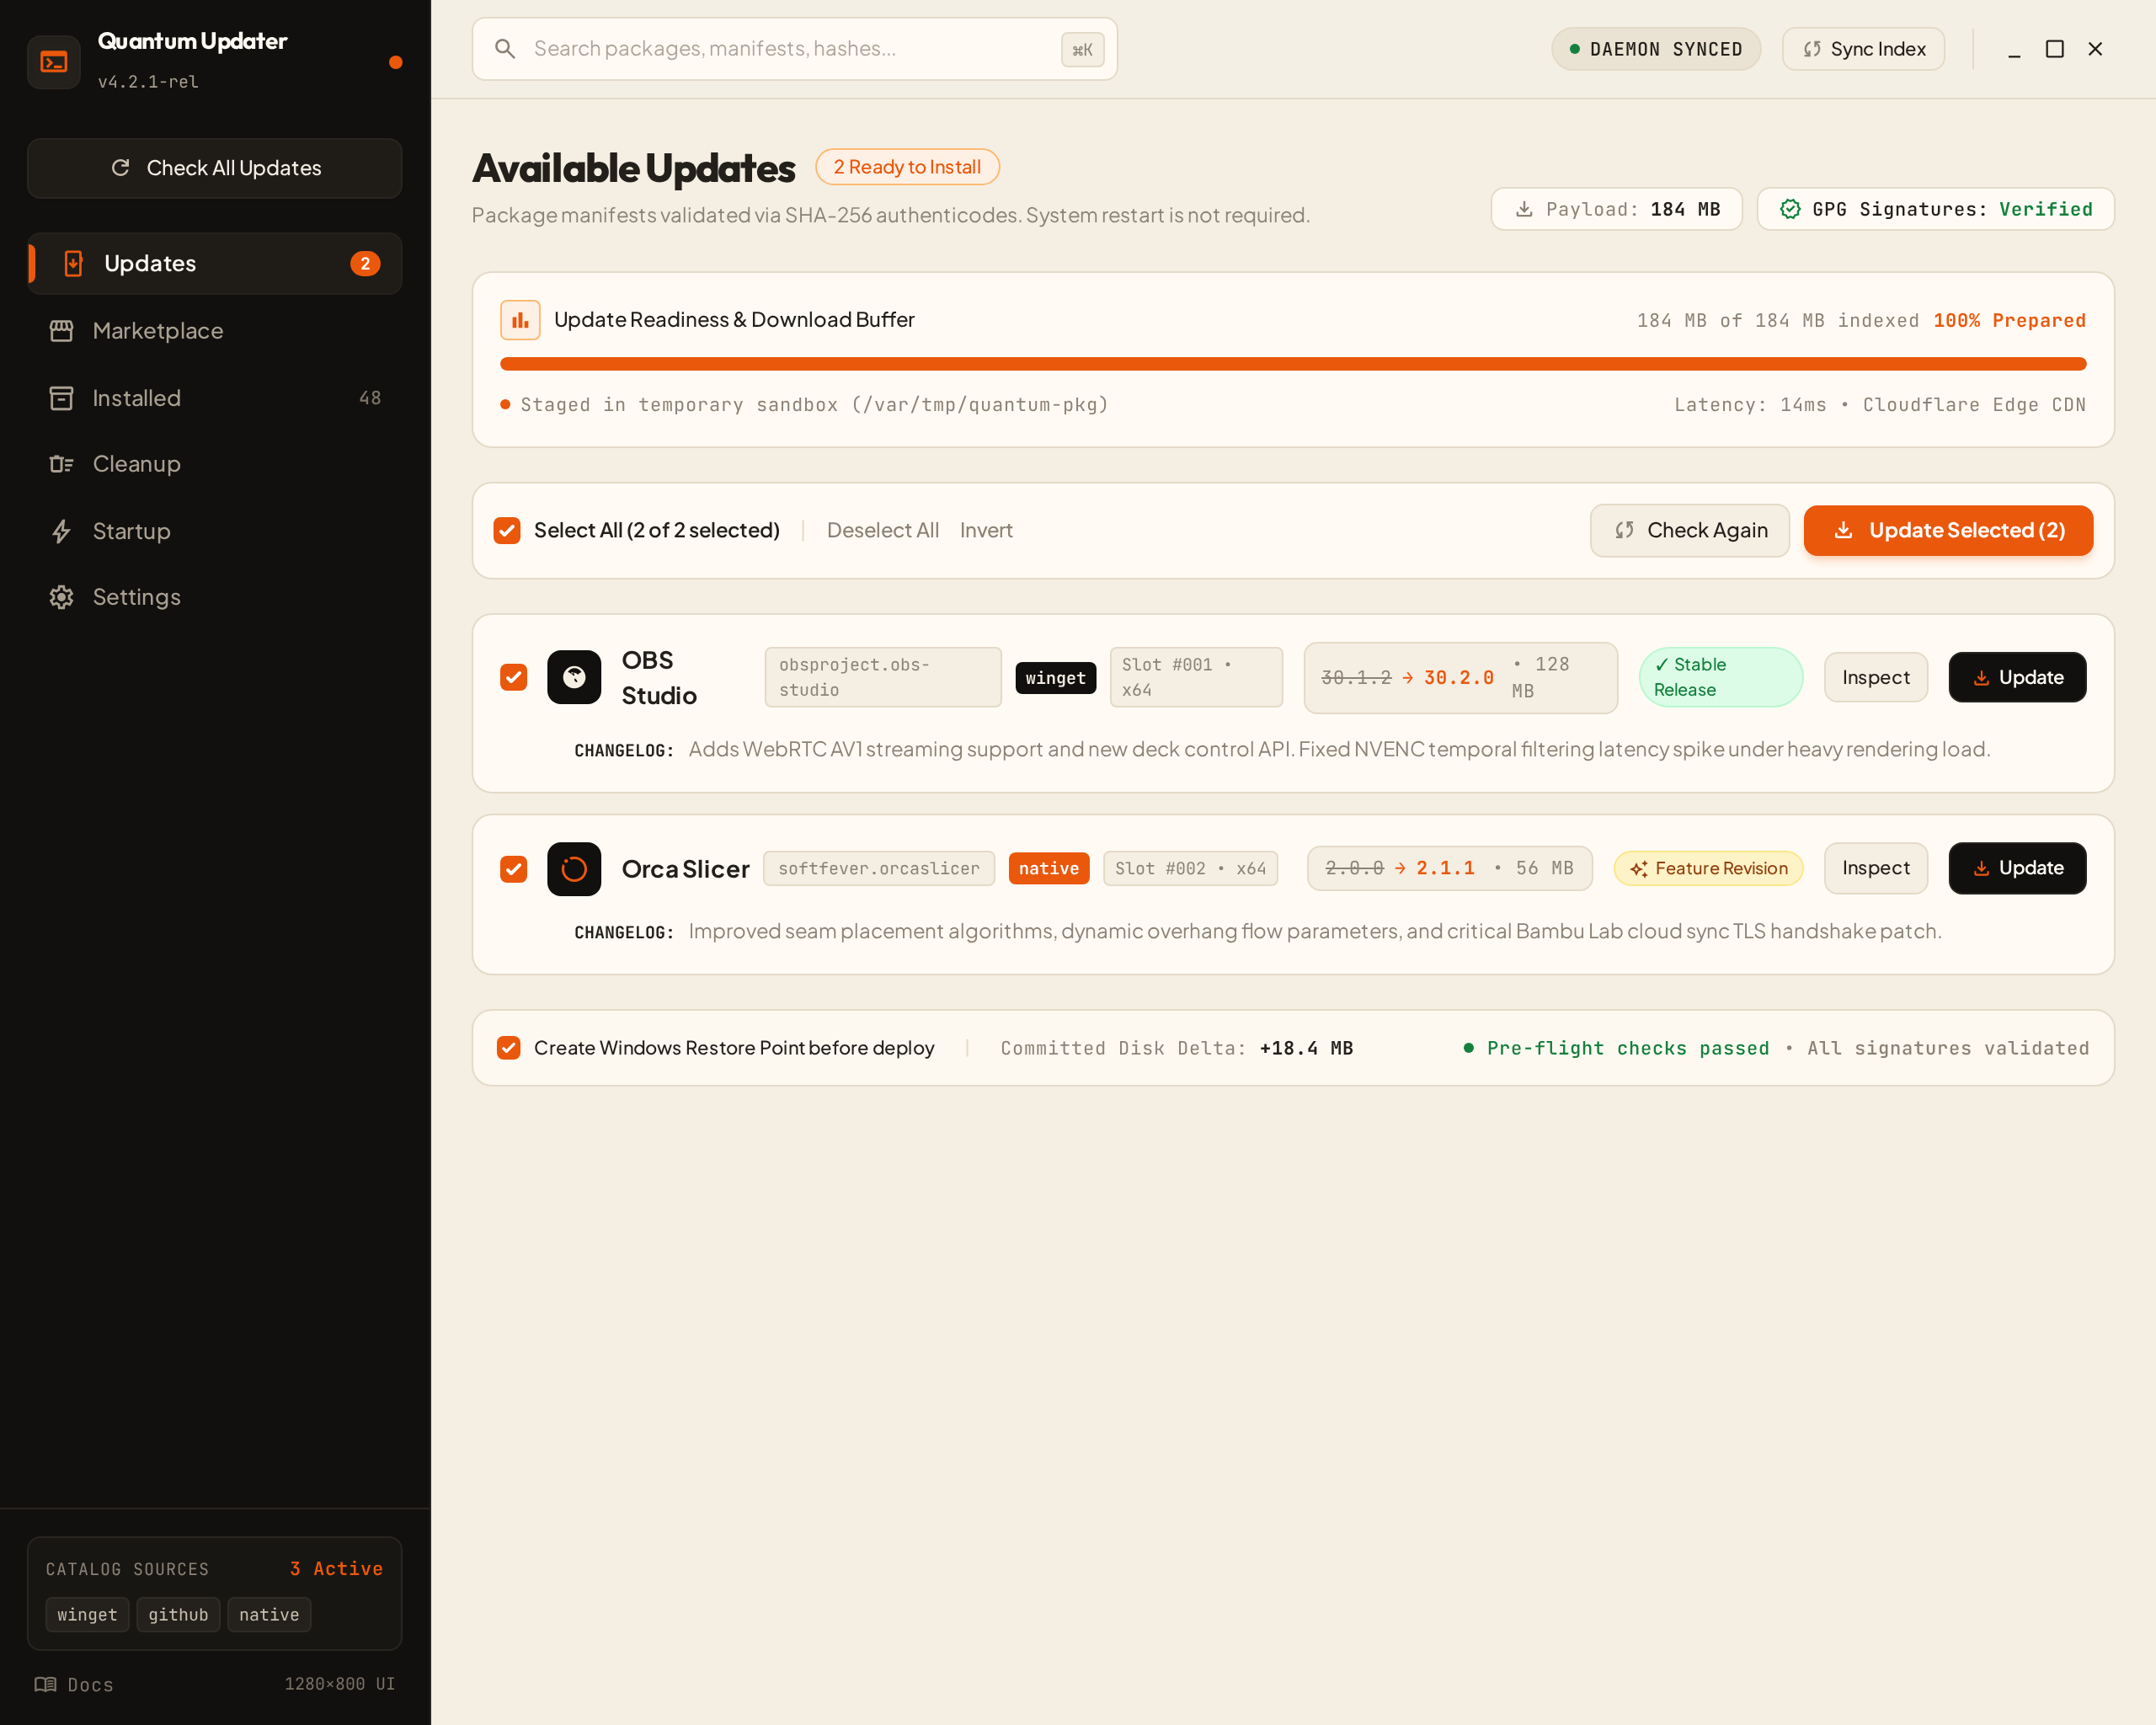 Quantum Updater
v4.2.1-rel
Check All Updates
Updates 2
Marketplace
Installed 48
Cleanup
Startup
Settings
CATALOG SOURCES 3 Active
winget github native
Docs 1280×800 UI
Search packages, manifests, hashes... ⌘K
DAEMON SYNCED
Sync Index
Available Updates 2 Ready to Install
Package manifests validated via SHA-256 authenticodes. System restart is not required.
Payload: 184 MB
GPG Signatures: Verified
Update Readiness & Download Buffer
184 MB of 184 MB indexed 100% Prepared
Staged in temporary sandbox (/var/tmp/quantum-pkg)
Latency: 14ms • Cloudflare Edge CDN
Select All (2 of 2 selected)
Deselect All Invert
Check Again
Update Selected (2)
OBS
Studio
obsproject.obs-
studio
winget
Slot #001 •
x64
30.1.2 → 30.2.0
• 128
MB
✓ Stable
Release
Inspect
Update
CHANGELOG: Adds WebRTC AV1 streaming support and new deck control API. Fixed NVENC temporal filtering latency spike under heavy rendering load.
Orca Slicer softfever.orcaslicer native Slot #002 • x64 2.0.0 → 2.1.1 • 56 MB Feature Revision Inspect Update
CHANGELOG: Improved seam placement algorithms, dynamic overhang flow parameters, and critical Bambu Lab cloud sync TLS handshake patch.
Create Windows Restore Point before deploy
Committed Disk Delta: +18.4 MB
Pre-flight checks passed • All signatures validated